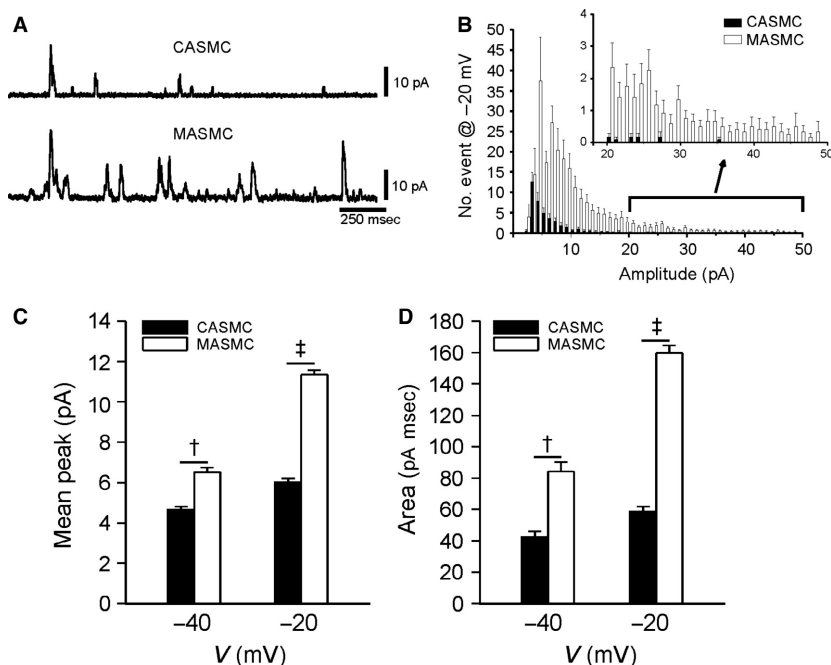 A
CASMC
10 pA
MASMC
10 pA
250 msec
B
CASMC
MASMC
No. event @ –20 mV
50
45
40
35
30
25
20
15
10
5
0
10
20
30
40
50
Amplitude (pA)
4
3
2
1
0
20
30
40
50
C
CASMC
MASMC
Mean peak (pA)
14
12
10
8
6
4
2
0
†
‡
–40
–20
V (mV)
D
CASMC
MASMC
Area (pA msec)
180
160
140
120
100
80
60
40
20
0
†
‡
–40
–20
V (mV)